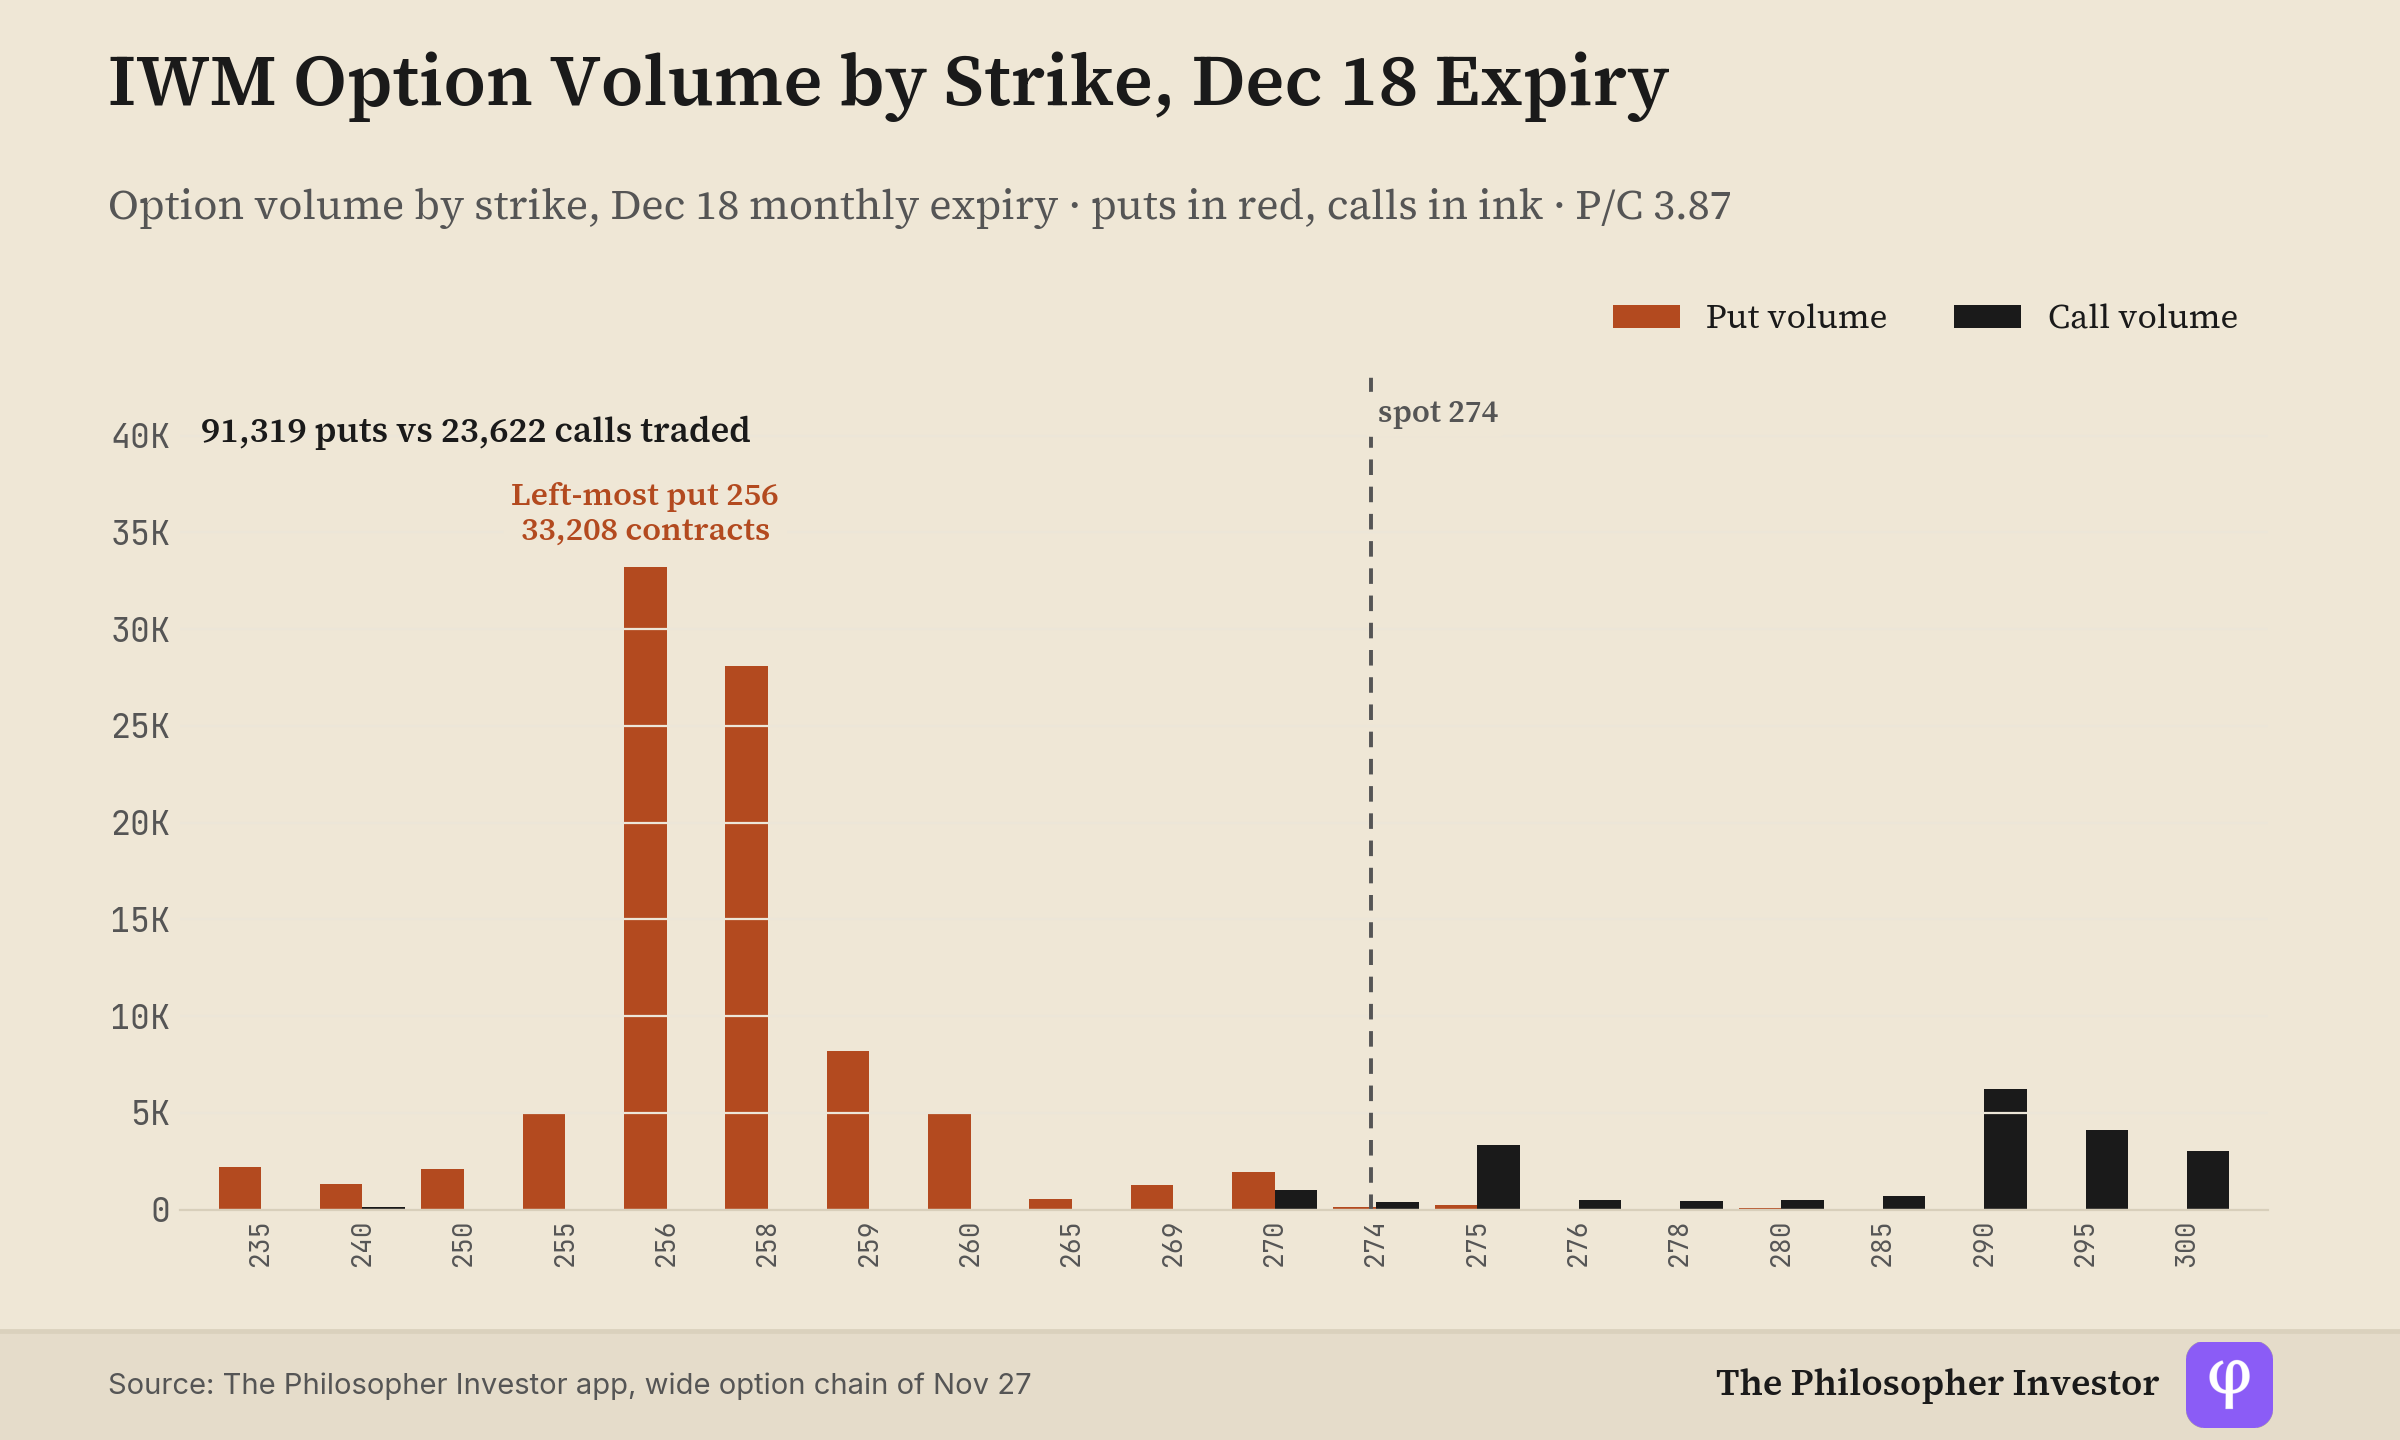 IWM Option Volume by Strike, Dec 18 Expiry
Option volume by strike, Dec 18 monthly expiry · puts in red, calls in ink · P/C 3.87
Put volume
Call volume
spot 274
91,319 puts vs 23,622 calls traded
Left-most put 256
33,208 contracts
40K
35K
30K
25K
20K
15K
10K
5K
0
235
240
250
255
256
258
259
260
265
269
270
274
275
276
278
280
285
290
295
300
Source: The Philosopher Investor app, wide option chain of Nov 27
The Philosopher Investor
φ